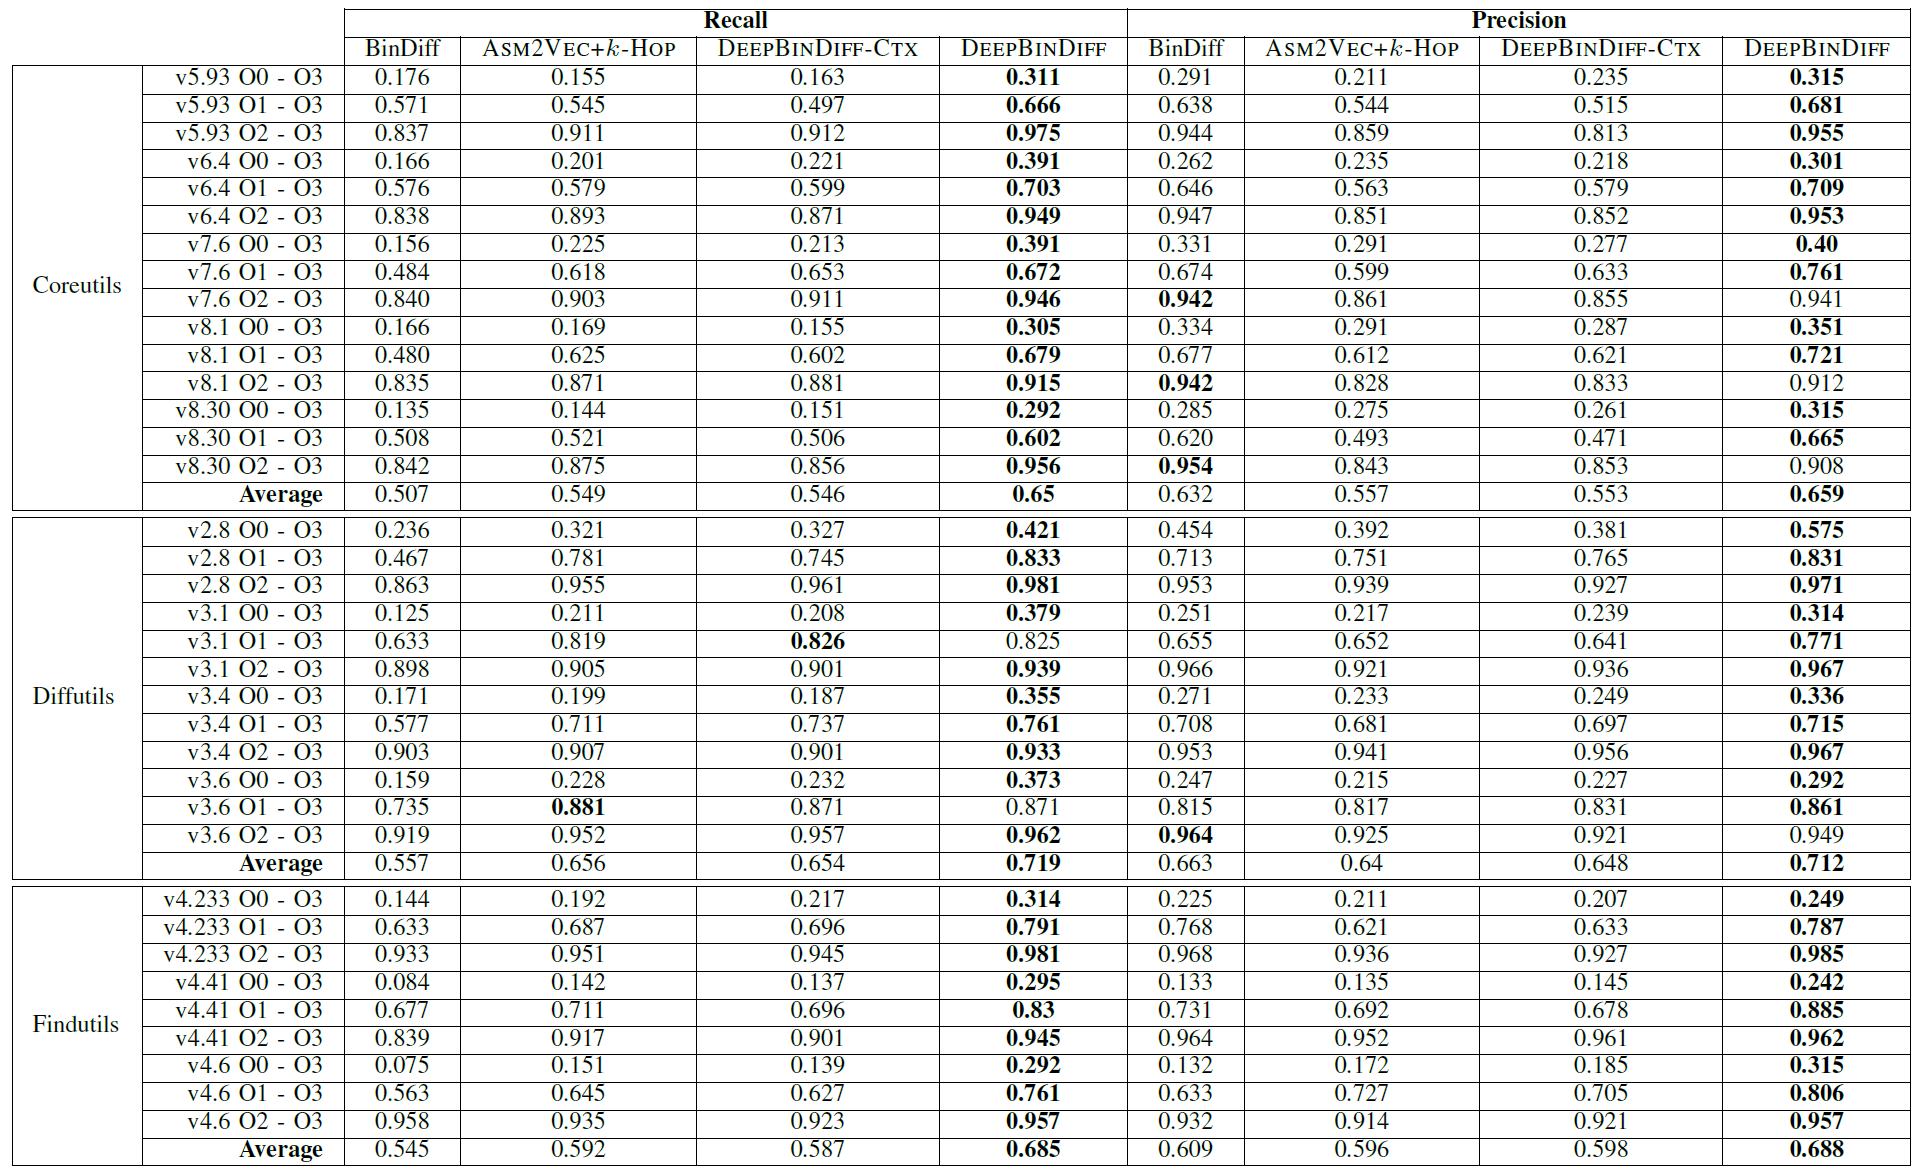 Recall Precision
BinDiff ASM2VEC+k-HOP DEEPBINDIFF-CTX DEEPBINDIFF BinDiff ASM2VEC+k-HOP DEEPBINDIFF-CTX DEEPBINDIFF
Coreutils
v5.93 O0 - O3 0.176 0.155 0.163 0.311 0.291 0.211 0.235 0.315
v5.93 O1 - O3 0.571 0.545 0.497 0.666 0.638 0.544 0.515 0.681
v5.93 O2 - O3 0.837 0.911 0.912 0.975 0.944 0.859 0.813 0.955
v6.4 O0 - O3 0.166 0.201 0.221 0.391 0.262 0.235 0.218 0.301
v6.4 O1 - O3 0.576 0.579 0.599 0.703 0.646 0.563 0.579 0.709
v6.4 O2 - O3 0.838 0.893 0.871 0.949 0.947 0.851 0.852 0.953
v7.6 O0 - O3 0.156 0.225 0.213 0.391 0.331 0.291 0.277 0.40
v7.6 O1 - O3 0.484 0.618 0.653 0.672 0.674 0.599 0.633 0.761
v7.6 O2 - O3 0.840 0.903 0.911 0.946 0.942 0.861 0.855 0.941
v8.1 O0 - O3 0.166 0.169 0.155 0.305 0.334 0.291 0.287 0.351
v8.1 O1 - O3 0.480 0.625 0.602 0.679 0.677 0.612 0.621 0.721
v8.1 O2 - O3 0.835 0.871 0.881 0.915 0.942 0.828 0.833 0.912
v8.30 O0 - O3 0.135 0.144 0.151 0.292 0.285 0.275 0.261 0.315
v8.30 O1 - O3 0.508 0.521 0.506 0.602 0.620 0.493 0.471 0.665
v8.30 O2 - O3 0.842 0.875 0.856 0.956 0.954 0.843 0.853 0.908
Average 0.507 0.549 0.546 0.65 0.632 0.557 0.553 0.659
Diffutils
v2.8 O0 - O3 0.236 0.321 0.327 0.421 0.454 0.392 0.381 0.575
v2.8 O1 - O3 0.467 0.781 0.745 0.833 0.713 0.751 0.765 0.831
v2.8 O2 - O3 0.863 0.955 0.961 0.981 0.953 0.939 0.927 0.971
v3.1 O0 - O3 0.125 0.211 0.208 0.379 0.251 0.217 0.239 0.314
v3.1 O1 - O3 0.633 0.819 0.826 0.825 0.655 0.652 0.641 0.771
v3.1 O2 - O3 0.898 0.905 0.901 0.939 0.966 0.921 0.936 0.967
v3.4 O0 - O3 0.171 0.199 0.187 0.355 0.271 0.233 0.249 0.336
v3.4 O1 - O3 0.577 0.711 0.737 0.761 0.708 0.681 0.697 0.715
v3.4 O2 - O3 0.903 0.907 0.901 0.933 0.953 0.941 0.956 0.967
v3.6 O0 - O3 0.159 0.228 0.232 0.373 0.247 0.215 0.227 0.292
v3.6 O1 - O3 0.735 0.881 0.871 0.871 0.815 0.817 0.831 0.861
v3.6 O2 - O3 0.919 0.952 0.957 0.962 0.964 0.925 0.921 0.949
Average 0.557 0.656 0.654 0.719 0.663 0.64 0.648 0.712
Findutils
v4.233 O0 - O3 0.144 0.192 0.217 0.314 0.225 0.211 0.207 0.249
v4.233 O1 - O3 0.633 0.687 0.696 0.791 0.768 0.621 0.633 0.787
v4.233 O2 - O3 0.933 0.951 0.945 0.981 0.968 0.936 0.927 0.985
v4.41 O0 - O3 0.084 0.142 0.137 0.295 0.133 0.135 0.145 0.242
v4.41 O1 - O3 0.677 0.711 0.696 0.83 0.731 0.692 0.678 0.885
v4.41 O2 - O3 0.839 0.917 0.901 0.945 0.964 0.952 0.961 0.962
v4.6 O0 - O3 0.075 0.151 0.139 0.292 0.132 0.172 0.185 0.315
v4.6 O1 - O3 0.563 0.645 0.627 0.761 0.633 0.727 0.705 0.806
v4.6 O2 - O3 0.958 0.935 0.923 0.957 0.932 0.914 0.921 0.957
Average 0.545 0.592 0.587 0.685 0.609 0.596 0.598 0.688